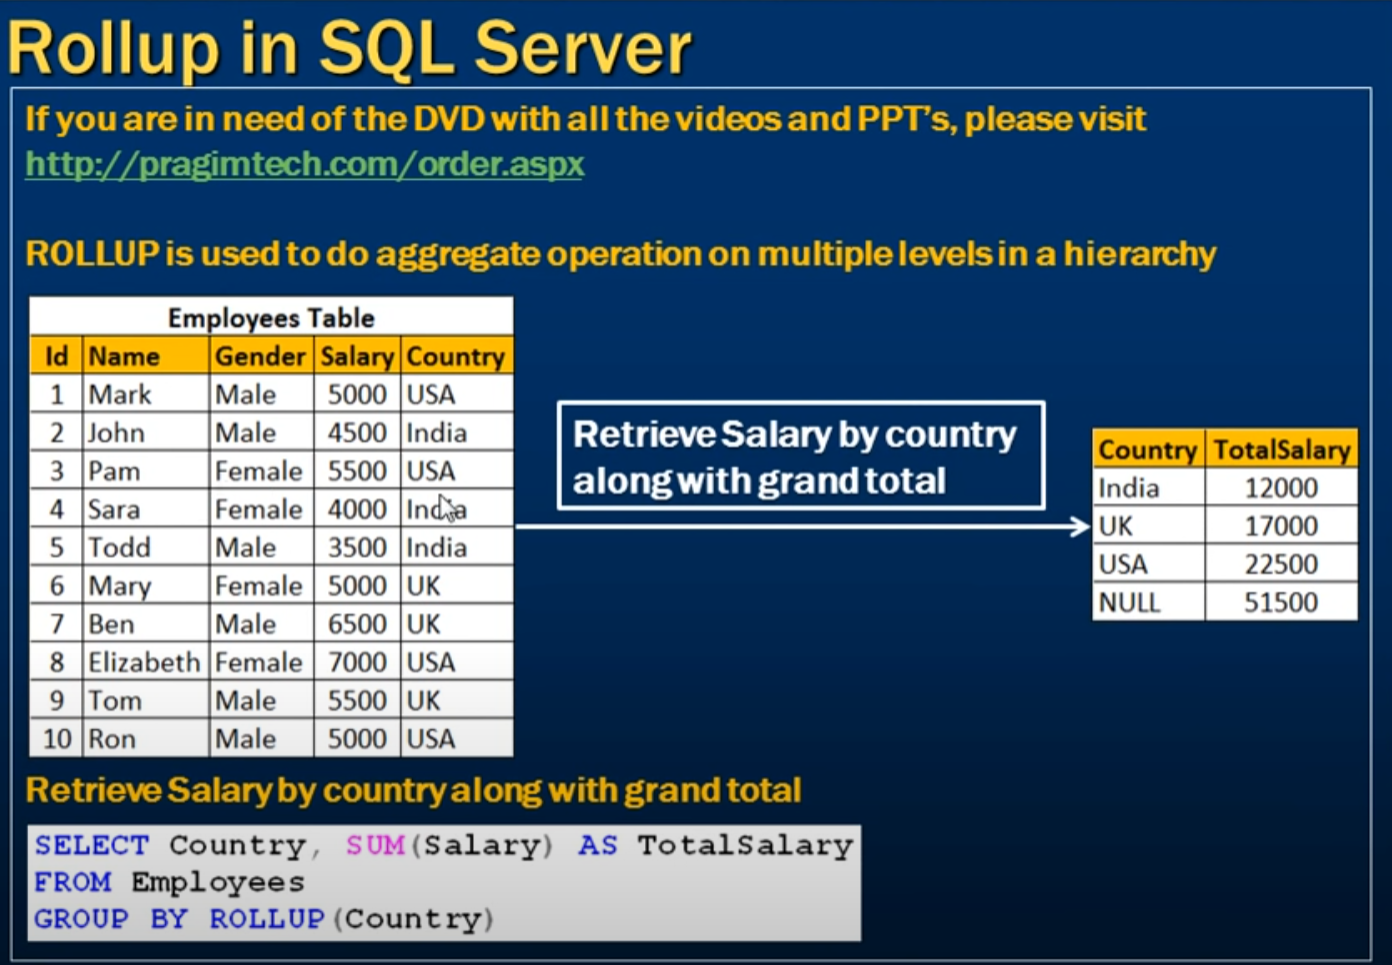 Rollup in SQL Server
If you are in need of the DVD with all the videos and PPT's, please visit
http://pragimtech.com/order.aspx
ROLLUP is used to do aggregate operation on multiple levels in a hierarchy
Employees Table
Id Name Gender Salary Country
1 Mark Male 5000 USA
2 John Male 4500 India
3 Pam Female 5500 USA
4 Sara Female 4000 India
5 Todd Male 3500 India
6 Mary Female 5000 UK
7 Ben Male 6500 UK
8 Elizabeth Female 7000 USA
9 Tom Male 5500 UK
10 Ron Male 5000 USA
Retrieve Salary by country
along with grand total
Country TotalSalary
India 12000
UK 17000
USA 22500
NULL 51500
Retrieve Salary by country along with grand total
SELECT Country, SUM(Salary) AS TotalSalary
FROM Employees
GROUP BY ROLLUP(Country)